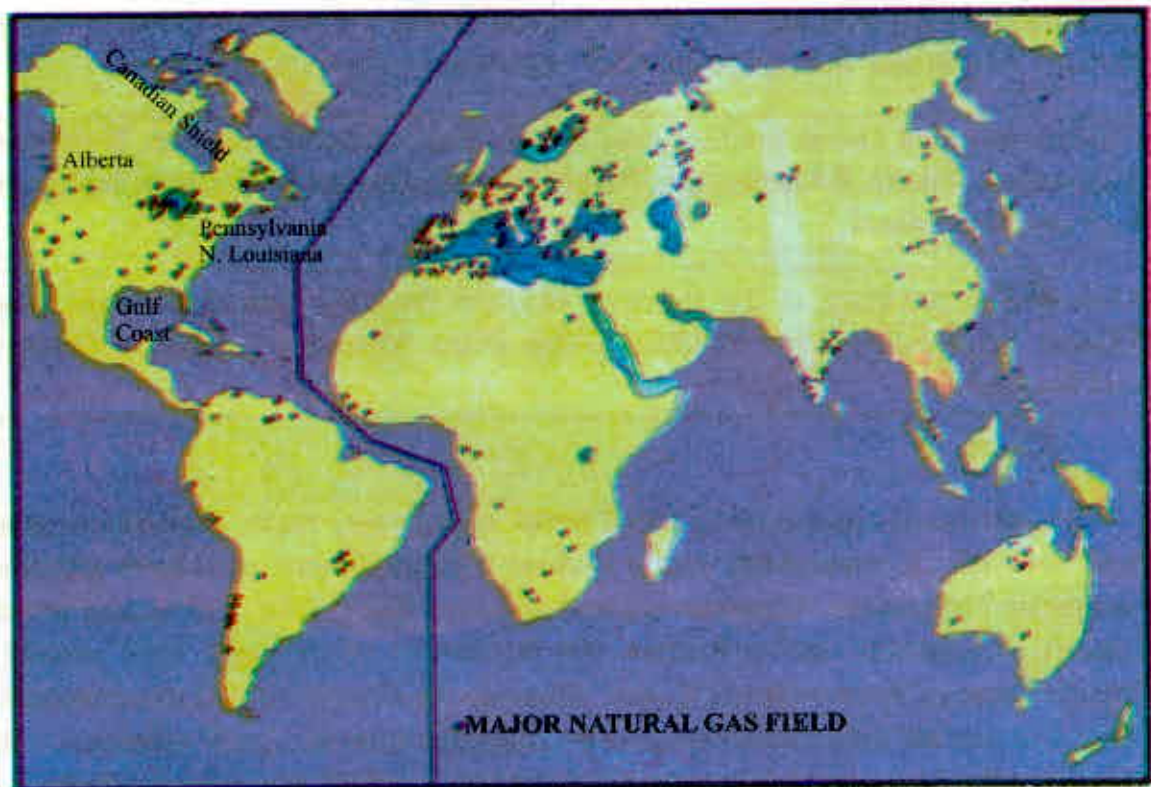 Canadian Shield
Alberta
Pennsylvania
N. Louisiana
Gulf
Coast
MAJOR NATURAL GAS FIELD